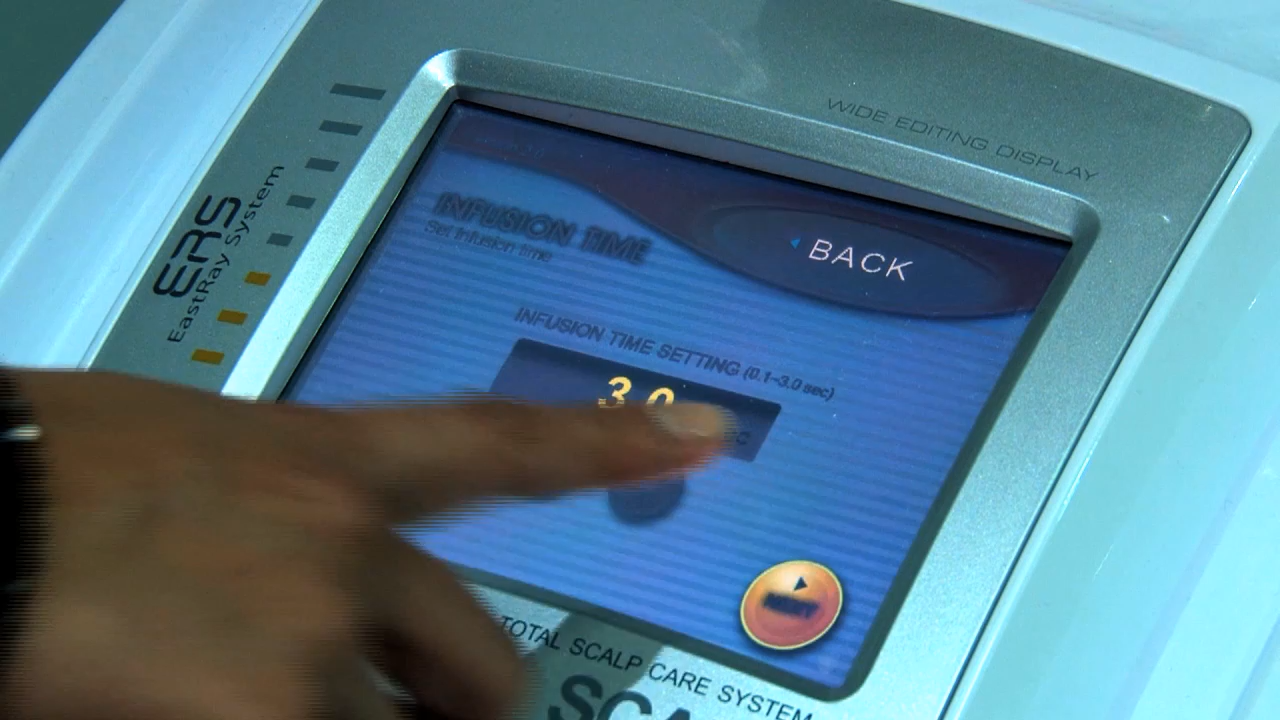 WIDE EDITING DISPLAY
ERS
EastRay System
INFUSION TIME
Set Infusion time
BACK
INFUSION TIME SETTING (0.1~3.0 sec)
3.0
TOTAL SCALP CARE SYSTEM